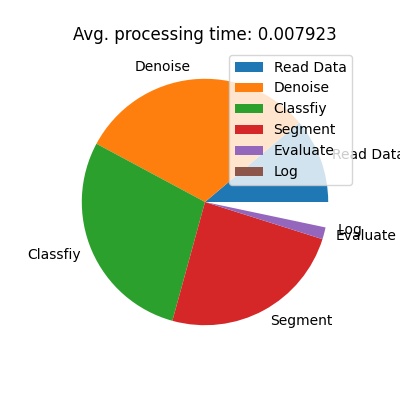 Avg. processing time: 0.007923
Denoise
Read Data
Denoise
Classfiy
Segment
Evaluate
Log
Read Data
Log
Evaluate
Classfiy
Segment